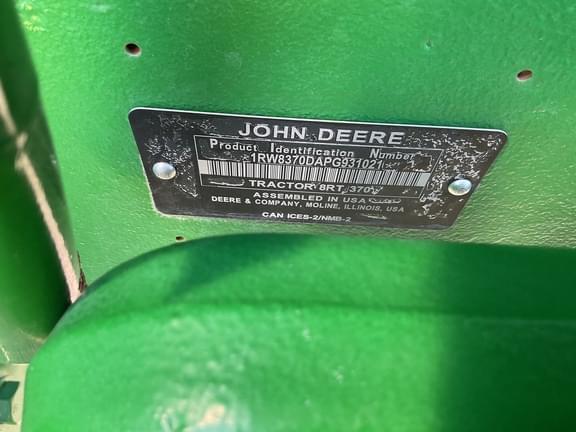 JOHN DEERE
Product Identification Number
1RW8370DAPG931021
TRACTOR 8RT 370
ASSEMBLED IN USA
DEERE & COMPANY, MOLINE, ILLINOIS, USA
CAN ICES-2/NMB-2